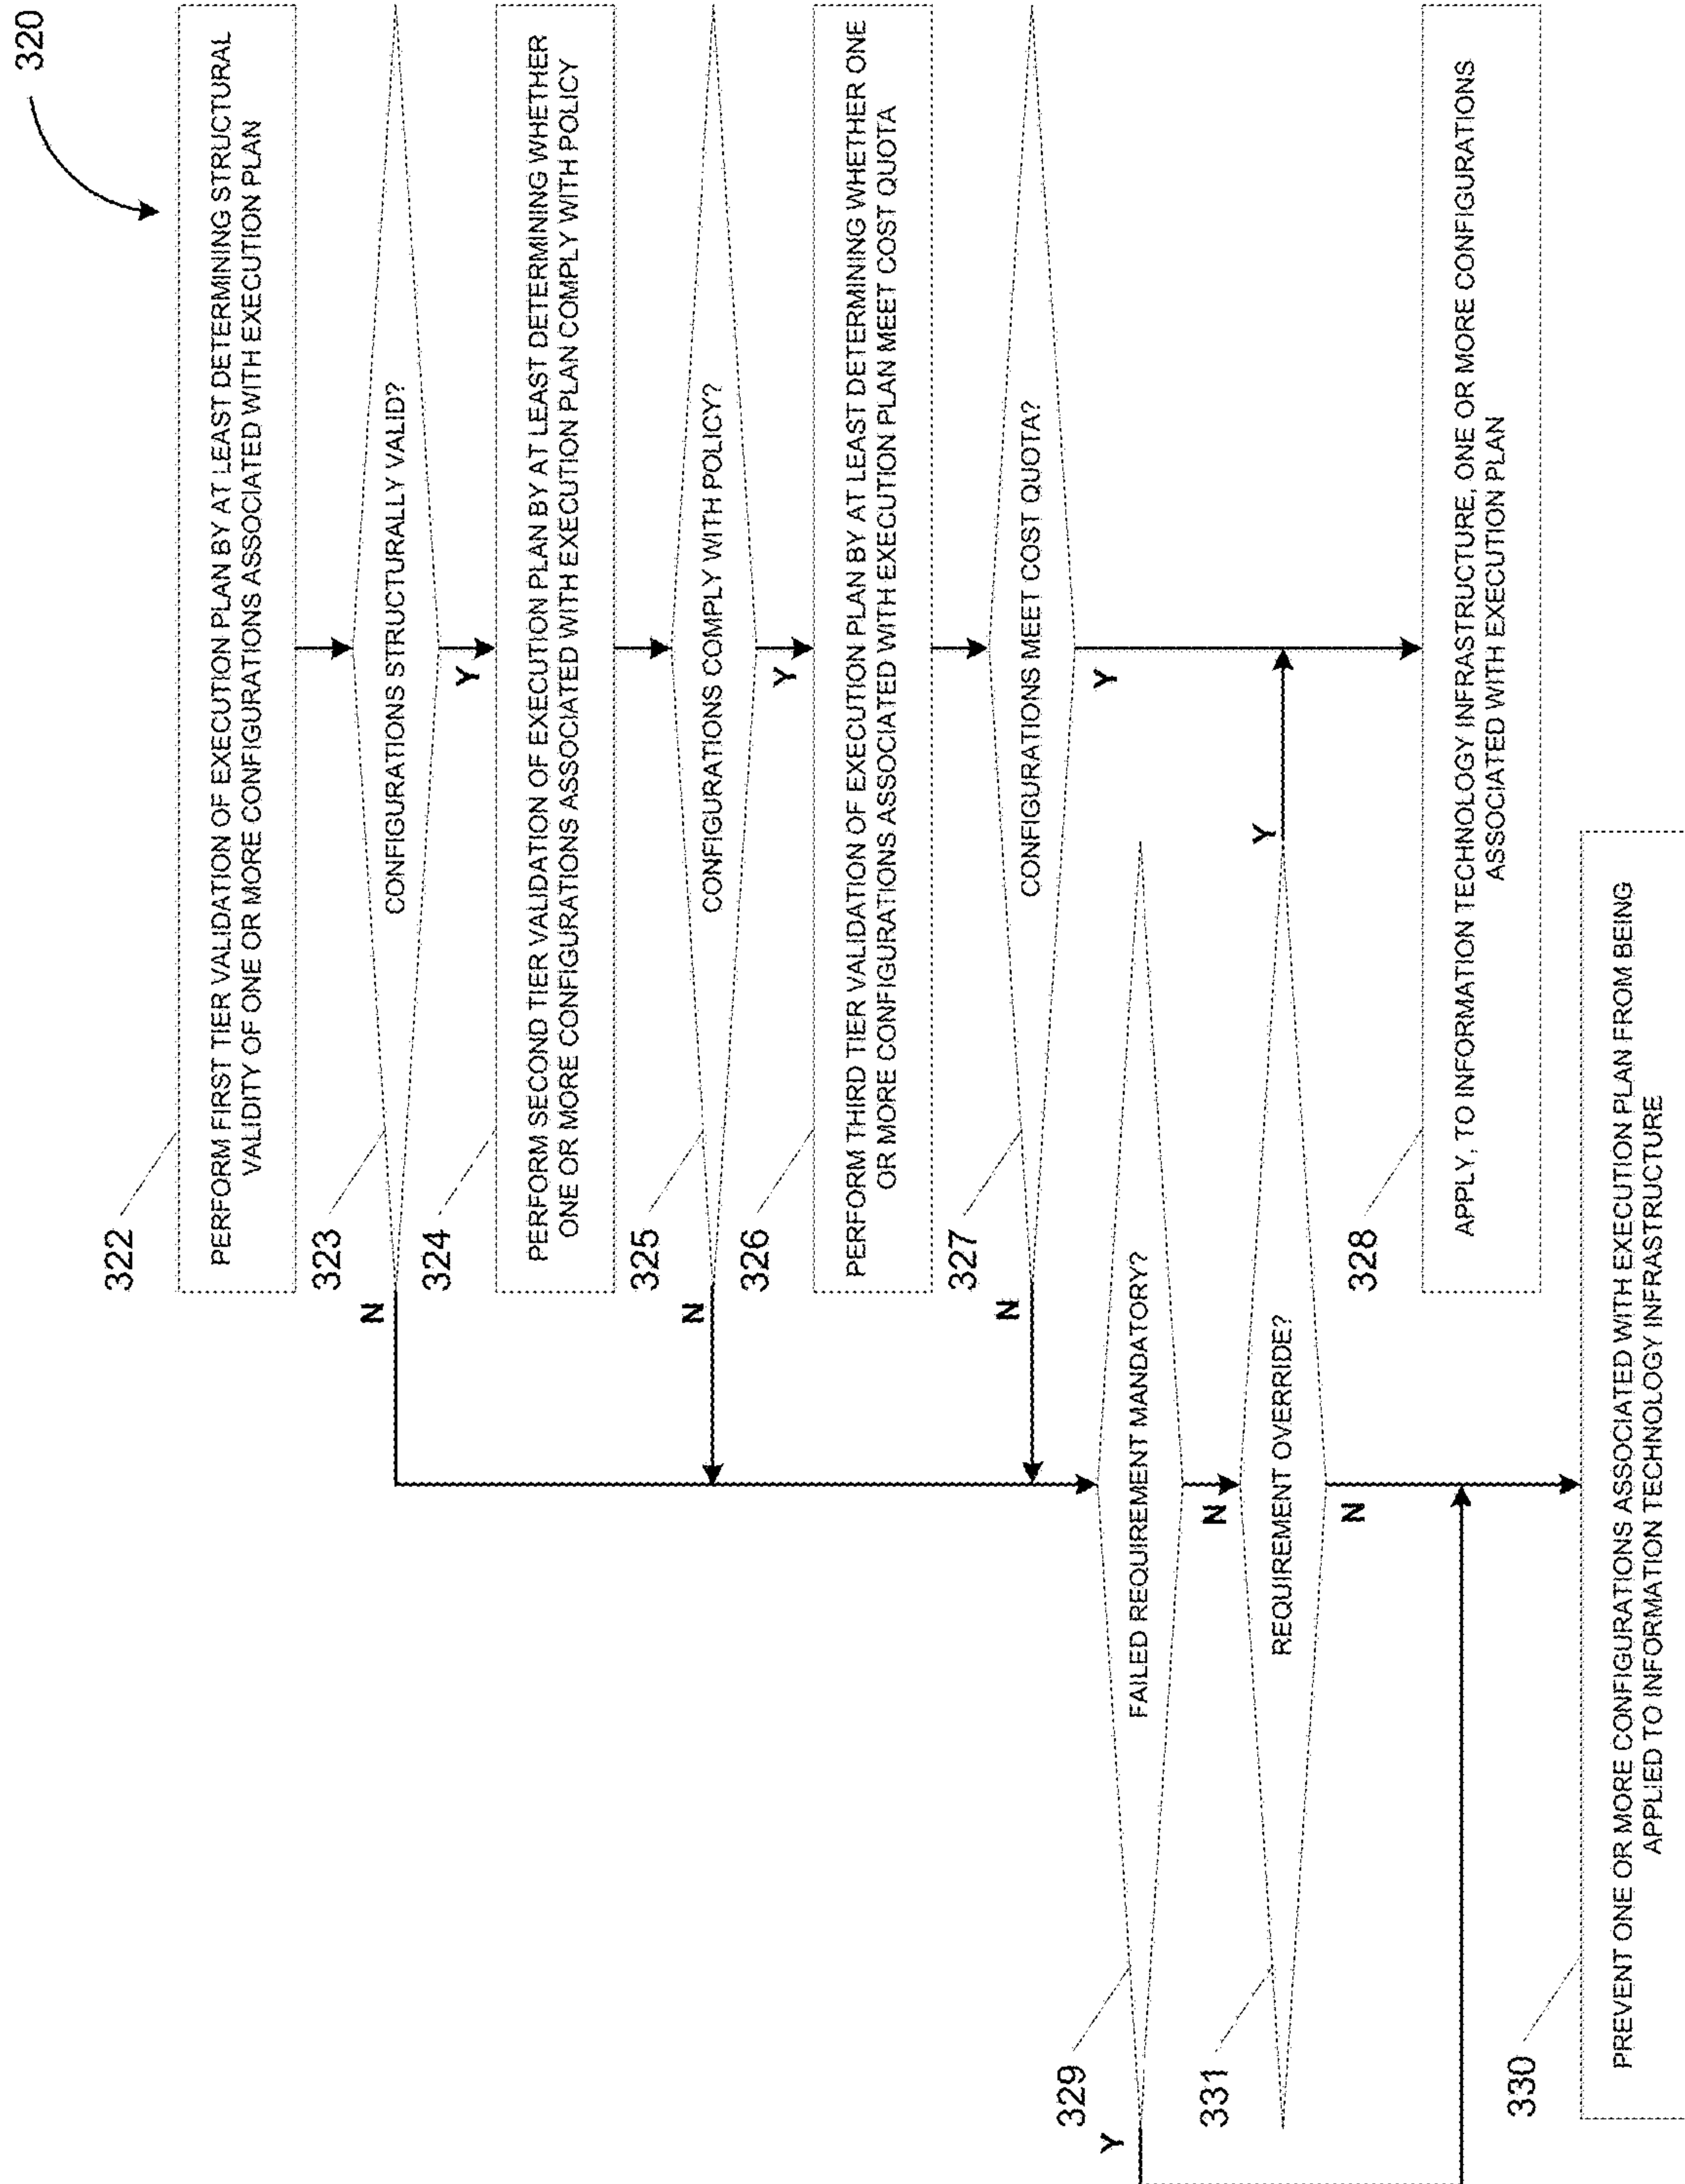 320
322
PERFORM FIRST TIER VALIDATION OF EXECUTION PLAN BY AT LEAST DETERMINING STRUCTURAL
VALIDITY OF ONE OR MORE CONFIGURATIONS ASSOCIATED WITH EXECUTION PLAN
323
CONFIGURATIONS STRUCTURALLY VALID?
N
Y
324
PERFORM SECOND TIER VALIDATION OF EXECUTION PLAN BY AT LEAST DETERMINING WHETHER
ONE OR MORE CONFIGURATIONS ASSOCIATED WITH EXECUTION PLAN COMPLY WITH POLICY
325
CONFIGURATIONS COMPLY WITH POLICY?
N
Y
326
PERFORM THIRD TIER VALIDATION OF EXECUTION PLAN BY AT LEAST DETERMINING WHETHER ONE
OR MORE CONFIGURATIONS ASSOCIATED WITH EXECUTION PLAN MEET COST QUOTA
327
CONFIGURATIONS MEET COST QUOTA?
N
Y
329
FAILED REQUIREMENT MANDATORY?
Y
N
331
REQUIREMENT OVERRIDE?
Y
N
328
APPLY, TO INFORMATION TECHNOLOGY INFRASTRUCTURE, ONE OR MORE CONFIGURATIONS
ASSOCIATED WITH EXECUTION PLAN
330
PREVENT ONE OR MORE CONFIGURATIONS ASSOCIATED WITH EXECUTION PLAN FROM BEING
APPLIED TO INFORMATION TECHNOLOGY INFRASTRUCTURE